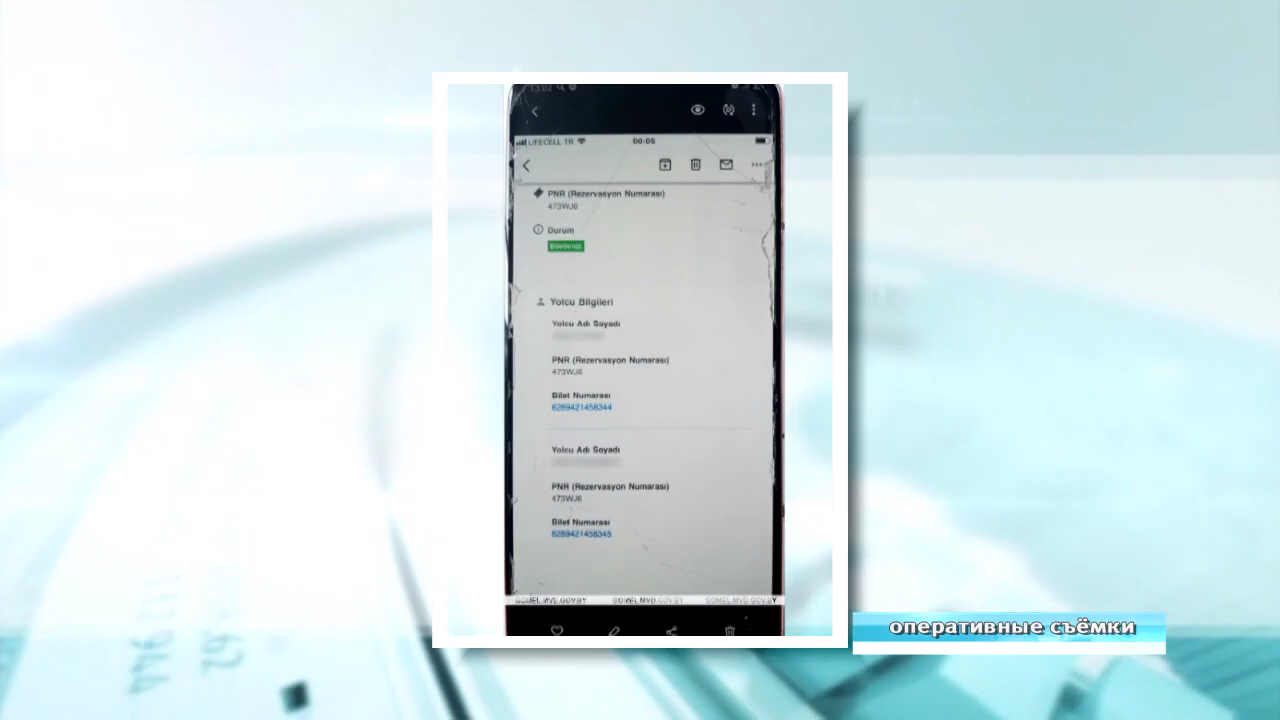 13:02
LIFECELL TR
00:05
PNR (Rezervasyon Numarası)
473WJ6
Durum
Yolcu Bilgileri
Yolcu Adı Soyadı
PNR (Rezervasyon Numarası)
473WJ6
Bilet Numarası
6289421458344
Yolcu Adı Soyadı
PNR (Rezervasyon Numarası)
473WJ6
Bilet Numarası
6289421458345
GOMEL.MVD.GOV.BY GOMEL.MVD.GOV.BY GOMEL.MVD.GOV.BY
оперативные съёмки